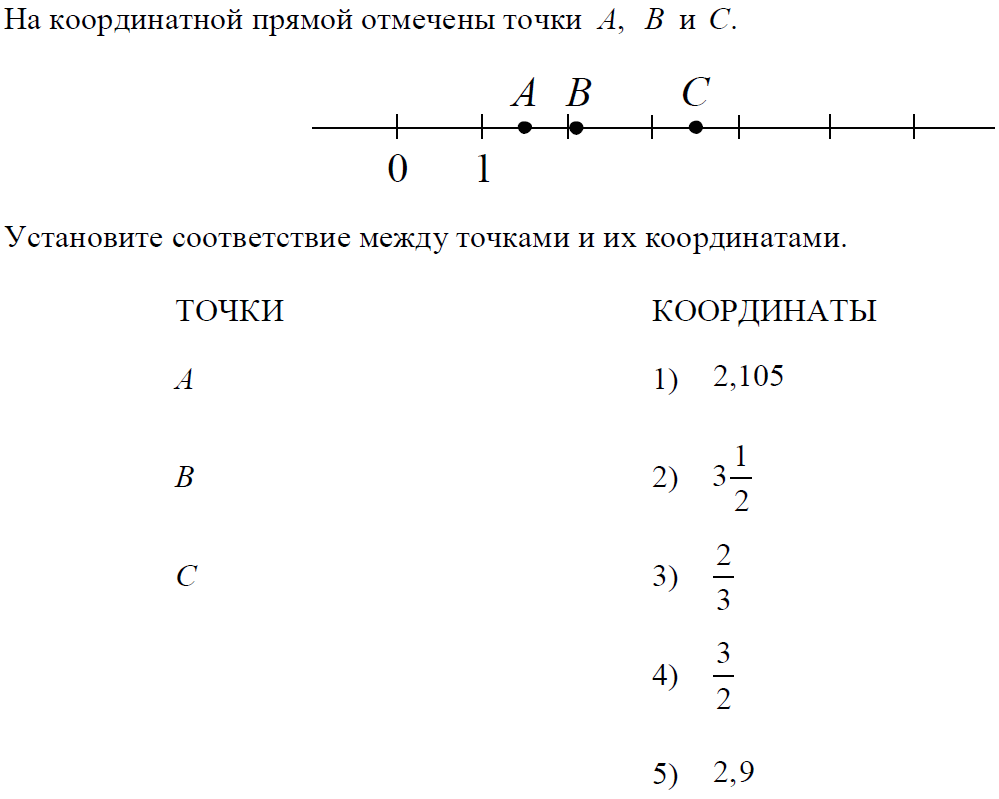 На координатной прямой отмечены точки A, B и C.
A B C
0 1
Установите соответствие между точками и их координатами.
ТОЧКИ КООРДИНАТЫ
A 1) 2,105
B 2) 3 1/2
C 3) 2/3
4) 3/2
5) 2,9